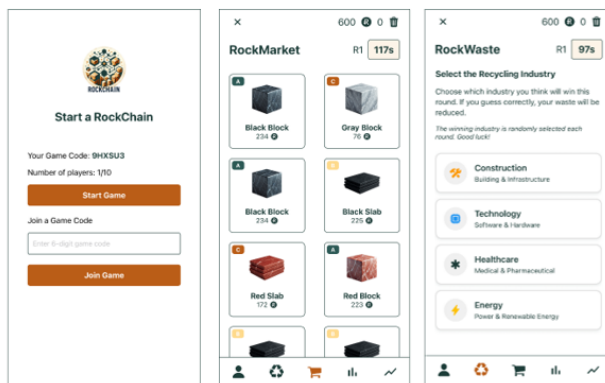 ROCKCHAIN
Start a RockChain
Your Game Code: 9HXSU3
Number of players: 1/10
Start Game
Join a Game Code
Enter 6-digit game code
Join Game
× 600 0
RockMarket R1 117s
A
Black Block
234
C
Gray Block
76
A
Black Block
234
B
Black Slab
225
C
Red Slab
172
A
Red Block
223
B
B
× 600 0
RockWaste R1 97s
Select the Recycling Industry
Choose which industry you think will win this
round. If you guess correctly, your waste will be
reduced.
The winning industry is randomly selected each
round. Good luck!
Construction
Building & Infrastructure
Technology
Software & Hardware
Healthcare
Medical & Pharmaceutical
Energy
Power & Renewable Energy